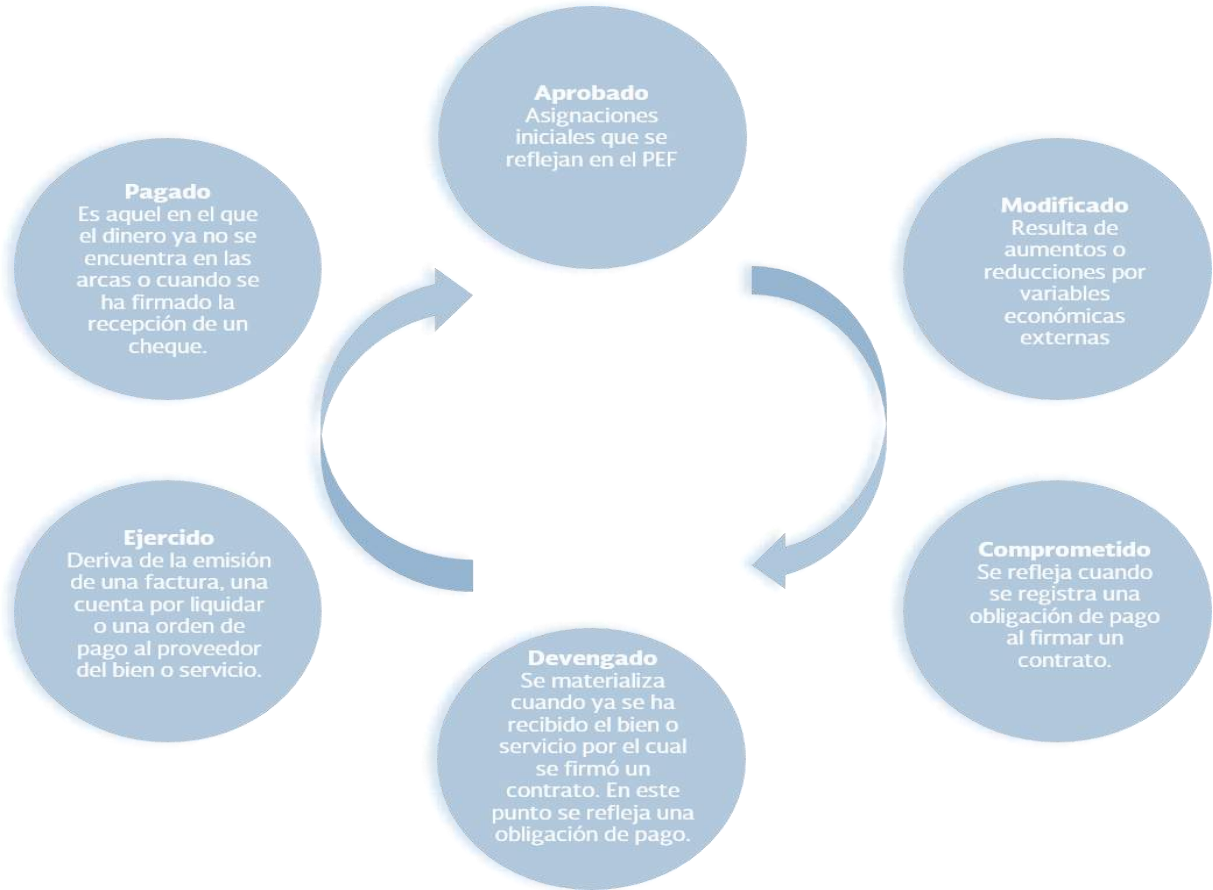 Aprobado
Asignaciones
iniciales que se
reflejan en el PEF
Modificado
Resulta de
aumentos o
reducciones por
variables
económicas
externas
Comprometido
Se refleja cuando
se registra una
obligación de pago
al firmar un
contrato.
Devengado
Se materializa
cuando ya se ha
recibido el bien o
servicio por el cual
se firmó un
contrato. En este
punto se refleja una
obligación de pago.
Ejercido
Deriva de la emisión
de una factura, una
cuenta por liquidar
o una orden de
pago al proveedor
del bien o servicio.
Pagado
Es aquel en el que
el dinero ya no se
encuentra en las
arcas o cuando se
ha firmado la
recepción de un
cheque.